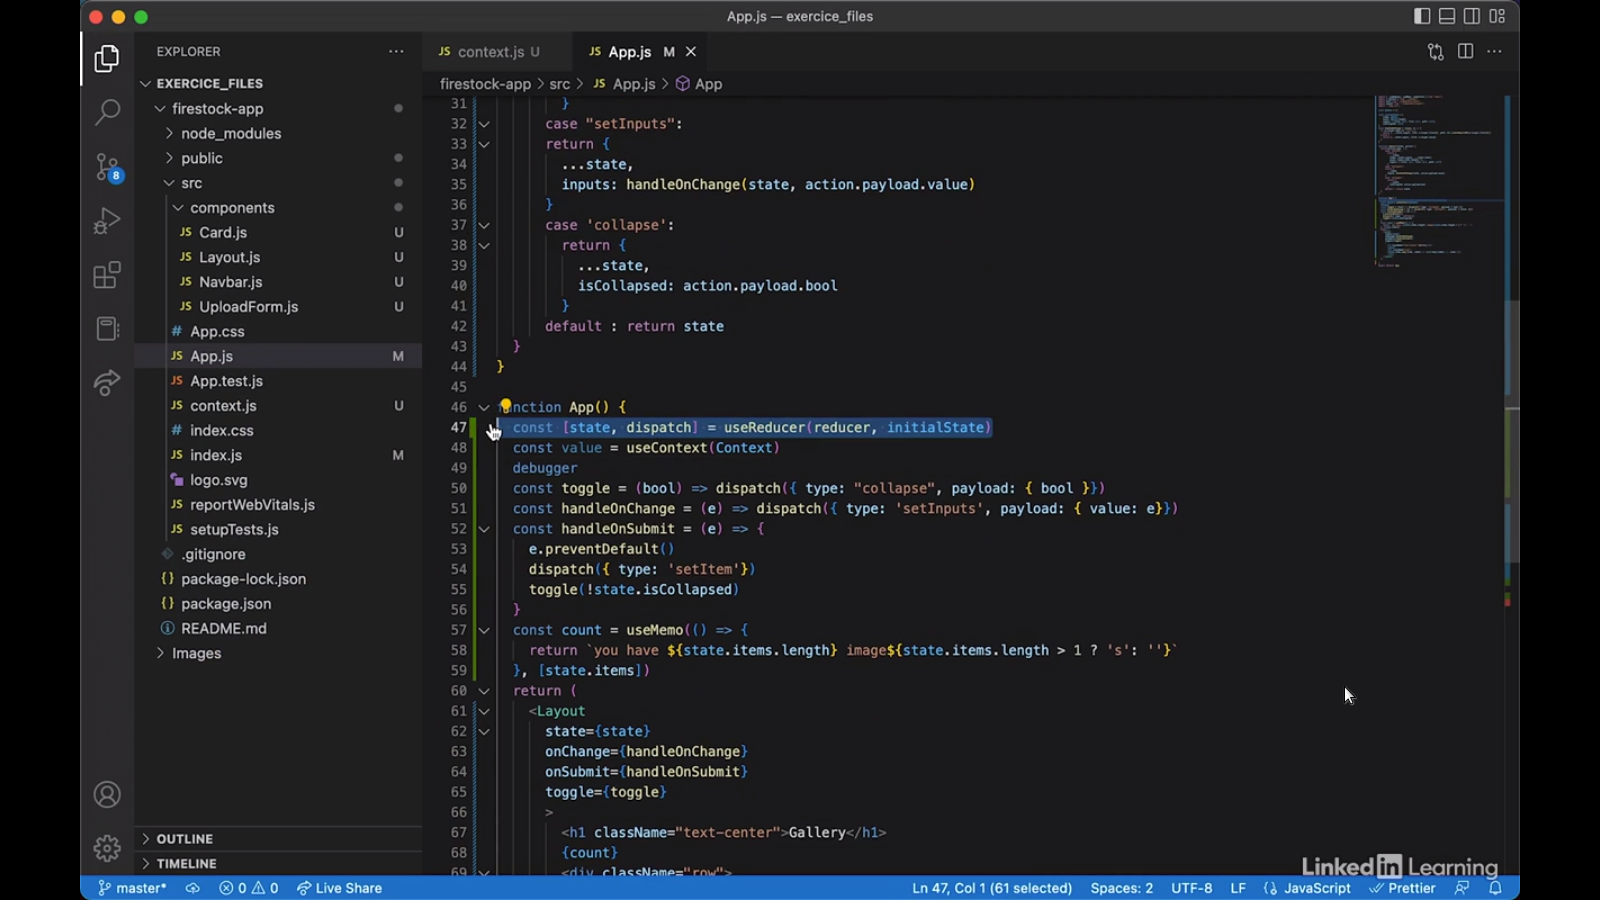 App.js — exercice_files
EXPLORER
EXERCICE_FILES
firestock-app
node_modules
public
src
components
JS Card.js U
JS Layout.js U
JS Navbar.js U
JS UploadForm.js U
# App.css
JS App.js M
JS App.test.js
JS context.js U
# index.css
JS index.js M
logo.svg
JS reportWebVitals.js
JS setupTests.js
.gitignore
{} package-lock.json
{} package.json
README.md
Images
OUTLINE
TIMELINE
8
JS context.js U
JS App.js M
firestock-app > src > JS App.js > App
31 }
32 case "setInputs":
33 return {
34 ...state,
35 inputs: handleOnChange(state, action.payload.value)
36 }
37 case 'collapse':
38 return {
39 ...state,
40 isCollapsed: action.payload.bool
41 }
42 default : return state
43 }
44 }
45
46 function App() {
47 const [state, dispatch] = useReducer(reducer, initialState)
48 const value = useContext(Context)
49 debugger
50 const toggle = (bool) => dispatch({ type: "collapse", payload: { bool }})
51 const handleOnChange = (e) => dispatch({ type: 'setInputs', payload: { value: e}})
52 const handleOnSubmit = (e) => {
53 e.preventDefault()
54 dispatch({ type: 'setItem'})
55 toggle(!state.isCollapsed)
56 }
57 const count = useMemo(() => {
58 return `you have ${state.items.length} image${state.items.length > 1 ? 's': ''}`
59 }, [state.items])
60 return (
61 <Layout
62 state={state}
63 onChange={handleOnChange}
64 onSubmit={handleOnSubmit}
65 toggle={toggle}
66 >
67 <h1 className="text-center">Gallery</h1>
68 {count}
69 <div className="row">
LinkedIn Learning
master* 0 0 Live Share
Ln 47, Col 1 (61 selected) Spaces: 2 UTF-8 LF JavaScript Prettier